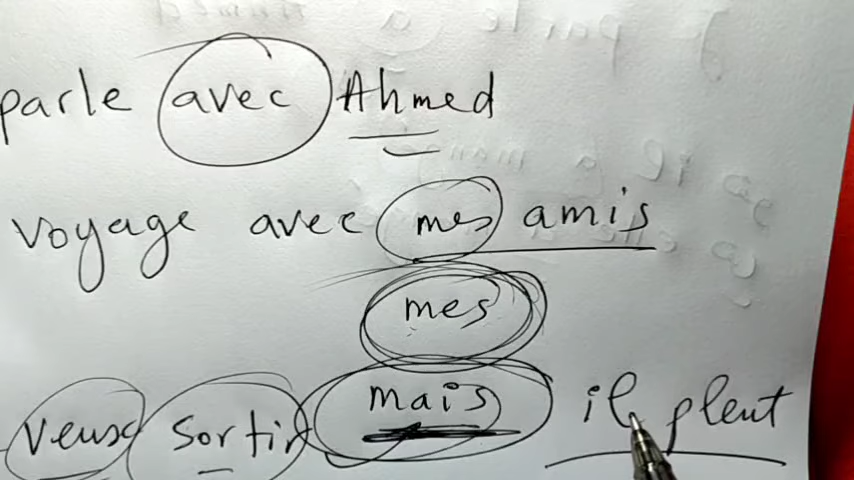 parle avec Ahmed
voyage avec mes amis
mes
veux sortir mais il pleut